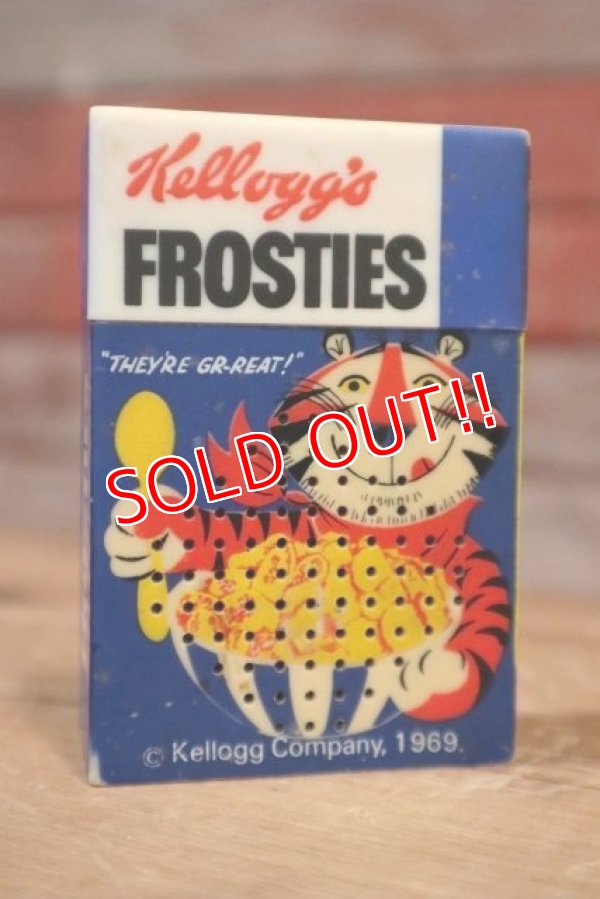 Kellogg's
FROSTIES
"THEY'RE GR-REAT!"
SOLD OUT!!
© Kellogg Company, 1969.